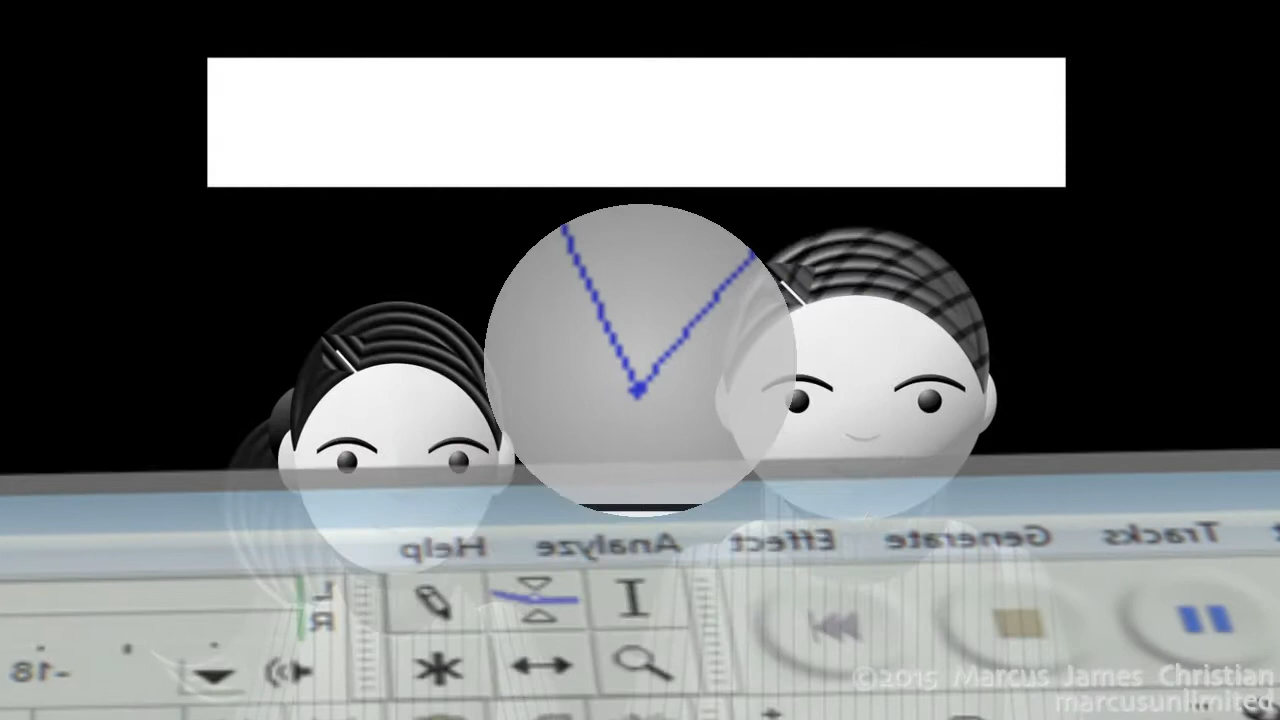 Help Analyze Effect Generate Tracks
L
R
-18
©2015 Marcus James Christian
marcusunlimited